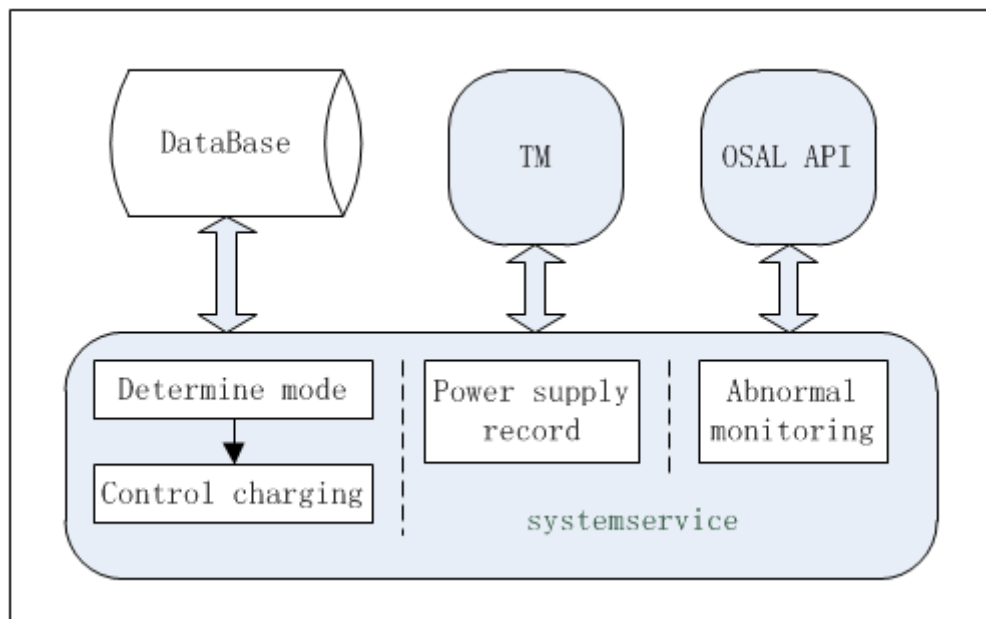 DataBase
TM
OSAL API
Determine mode
Control charging
Power supply
record
Abnormal
monitoring
systemservice